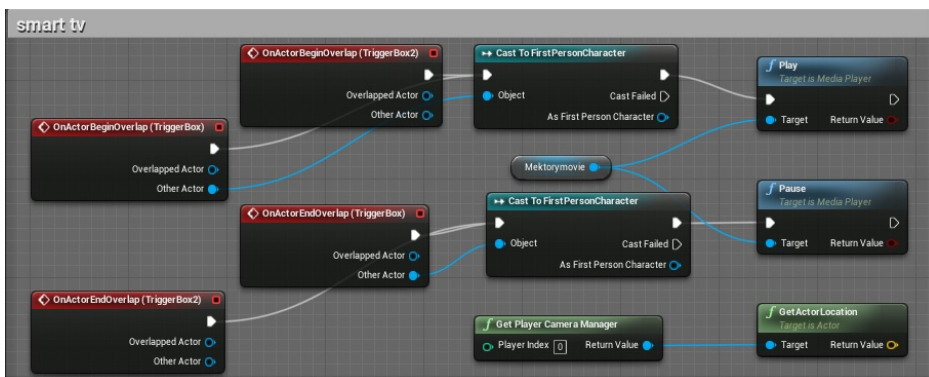 smart tv
OnActorBeginOverlap (TriggerBox2)
Overlapped Actor
Other Actor
Cast To FirstPersonCharacter
Object
Cast Failed
As First Person Character
Play
Target is Media Player
Target
Return Value
OnActorBeginOverlap (TriggerBox)
Overlapped Actor
Other Actor
Mektorymovie
OnActorEndOverlap (TriggerBox)
Overlapped Actor
Other Actor
Cast To FirstPersonCharacter
Object
Cast Failed
As First Person Character
Pause
Target is Media Player
Target
Return Value
OnActorEndOverlap (TriggerBox2)
Overlapped Actor
Other Actor
Get Player Camera Manager
Player Index 0
Return Value
GetActorLocation
Target is Actor
Target
Return Value